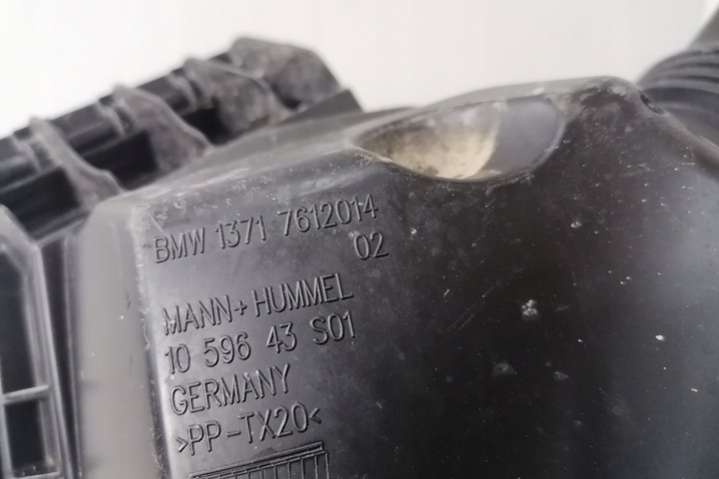 BMW 1371 7612014
02
MANN+HUMMEL
10 596 43 S01
GERMANY
>PP-TX20<